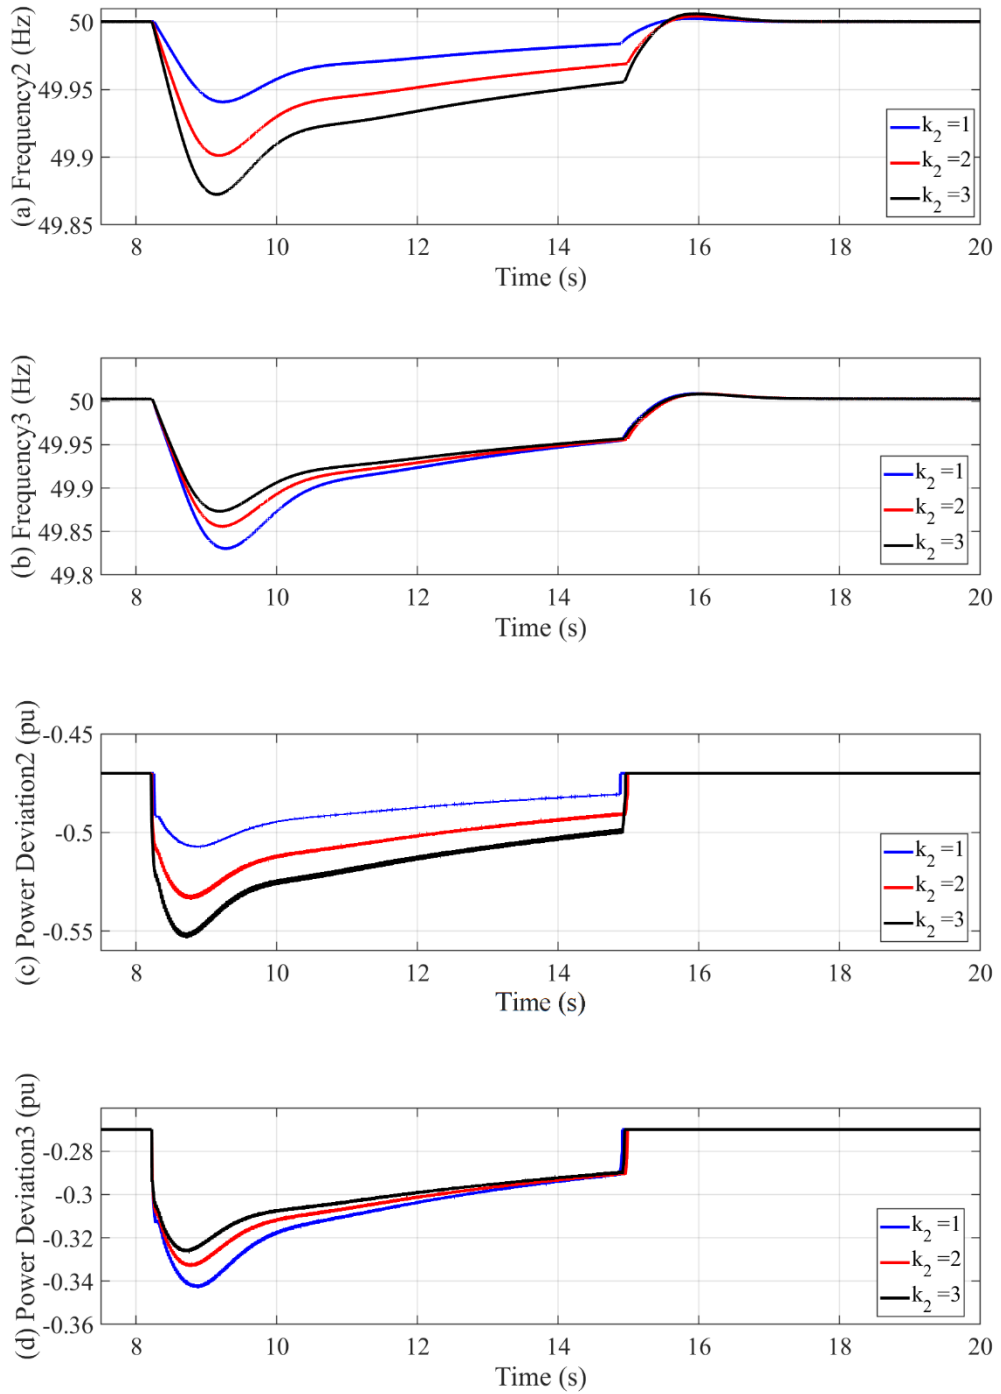 (a) Frequency2 (Hz)
50
49.95
49.9
49.85
k2 =1
k2 =2
k2 =3
8 10 12 14 16 18 20
Time (s)
(b) Frequency3 (Hz)
50
49.95
49.9
49.85
49.8
k2 =1
k2 =2
k2 =3
8 10 12 14 16 18 20
Time (s)
(c) Power Deviation2 (pu)
-0.45
-0.5
-0.55
k2 =1
k2 =2
k2 =3
8 10 12 14 16 18 20
Time (s)
(d) Power Deviation3 (pu)
-0.28
-0.3
-0.32
-0.34
-0.36
k2 =1
k2 =2
k2 =3
8 10 12 14 16 18 20
Time (s)